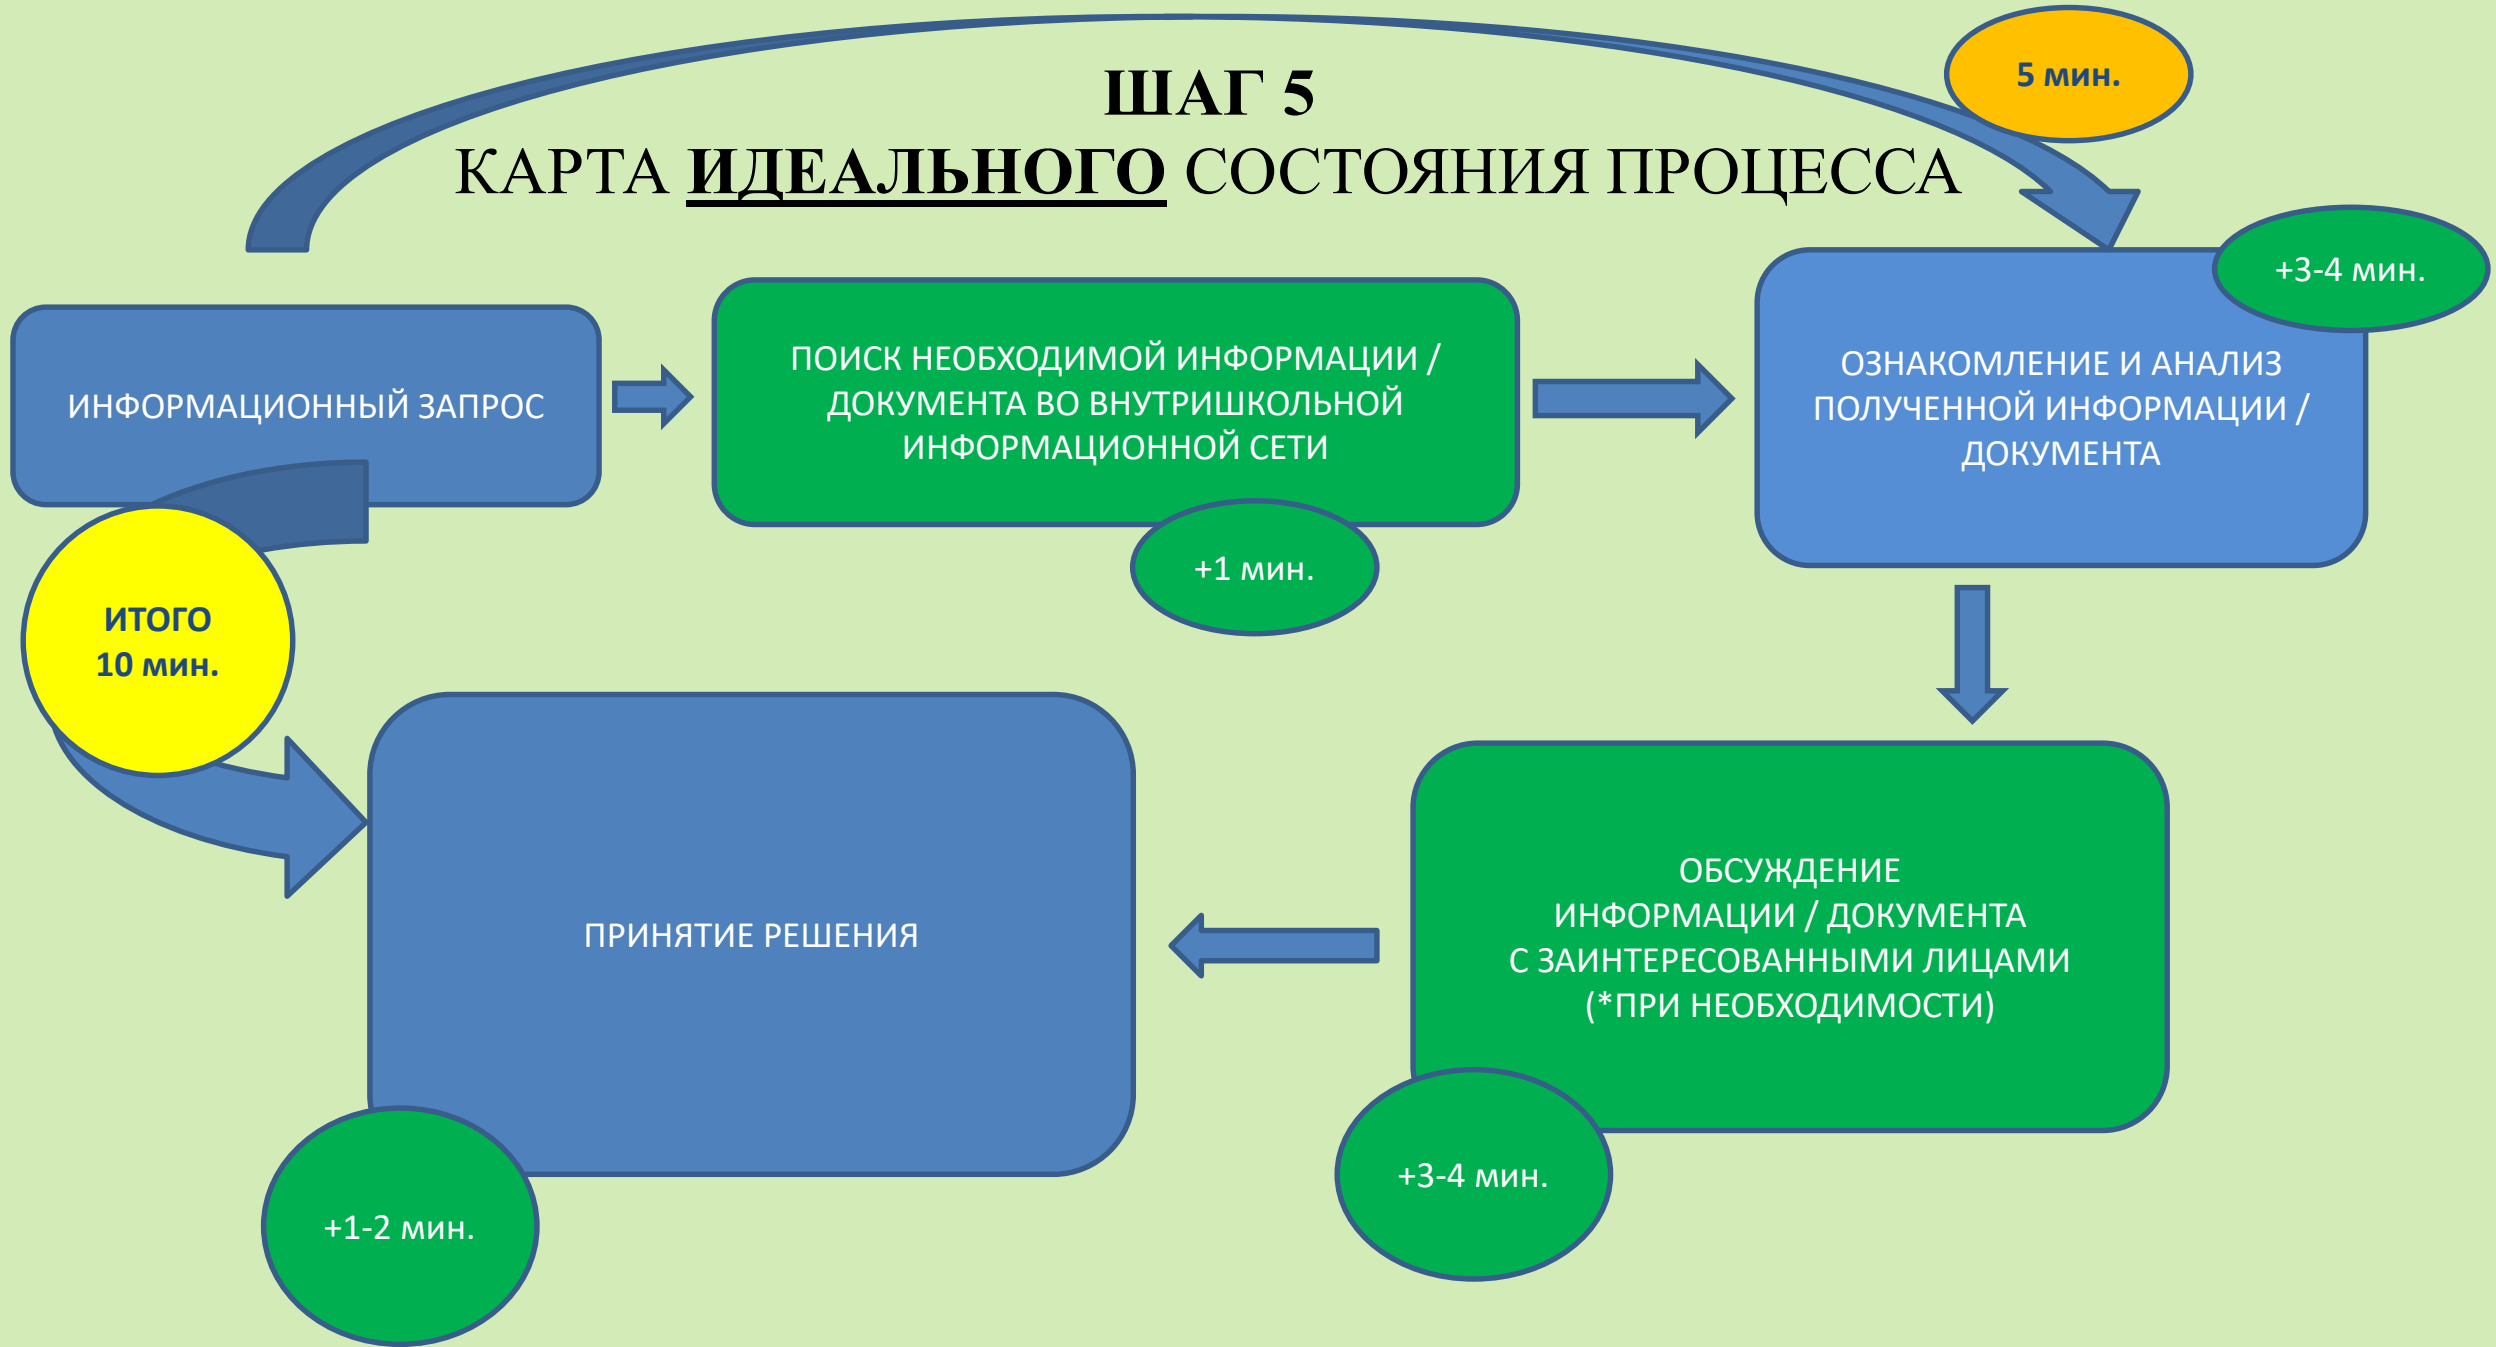 ШАГ 5
КАРТА ИДЕАЛЬНОГО СОСТОЯНИЯ ПРОЦЕССА
5 мин.
ИНФОРМАЦИОННЫЙ ЗАПРОС
ПОИСК НЕОБХОДИМОЙ ИНФОРМАЦИИ /
ДОКУМЕНТА ВО ВНУТРИШКОЛЬНОЙ
ИНФОРМАЦИОННОЙ СЕТИ
+1 мин.
+3-4 мин.
ОЗНАКОМЛЕНИЕ И АНАЛИЗ
ПОЛУЧЕННОЙ ИНФОРМАЦИИ /
ДОКУМЕНТА
ИТОГО
10 мин.
ОБСУЖДЕНИЕ
ИНФОРМАЦИИ / ДОКУМЕНТА
С ЗАИНТЕРЕСОВАННЫМИ ЛИЦАМИ
(*ПРИ НЕОБХОДИМОСТИ)
+3-4 мин.
ПРИНЯТИЕ РЕШЕНИЯ
+1-2 мин.